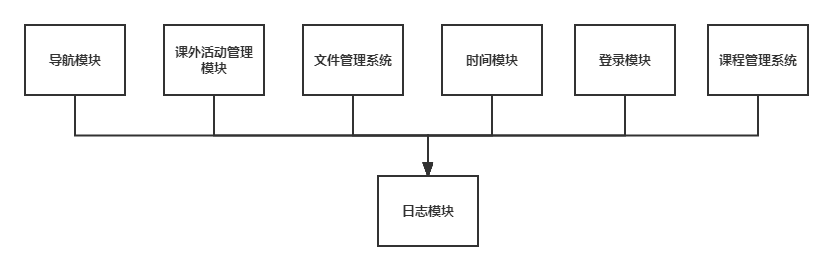 导航模块
课外活动管理
模块
文件管理系统
时间模块
登录模块
课程管理系统
日志模块